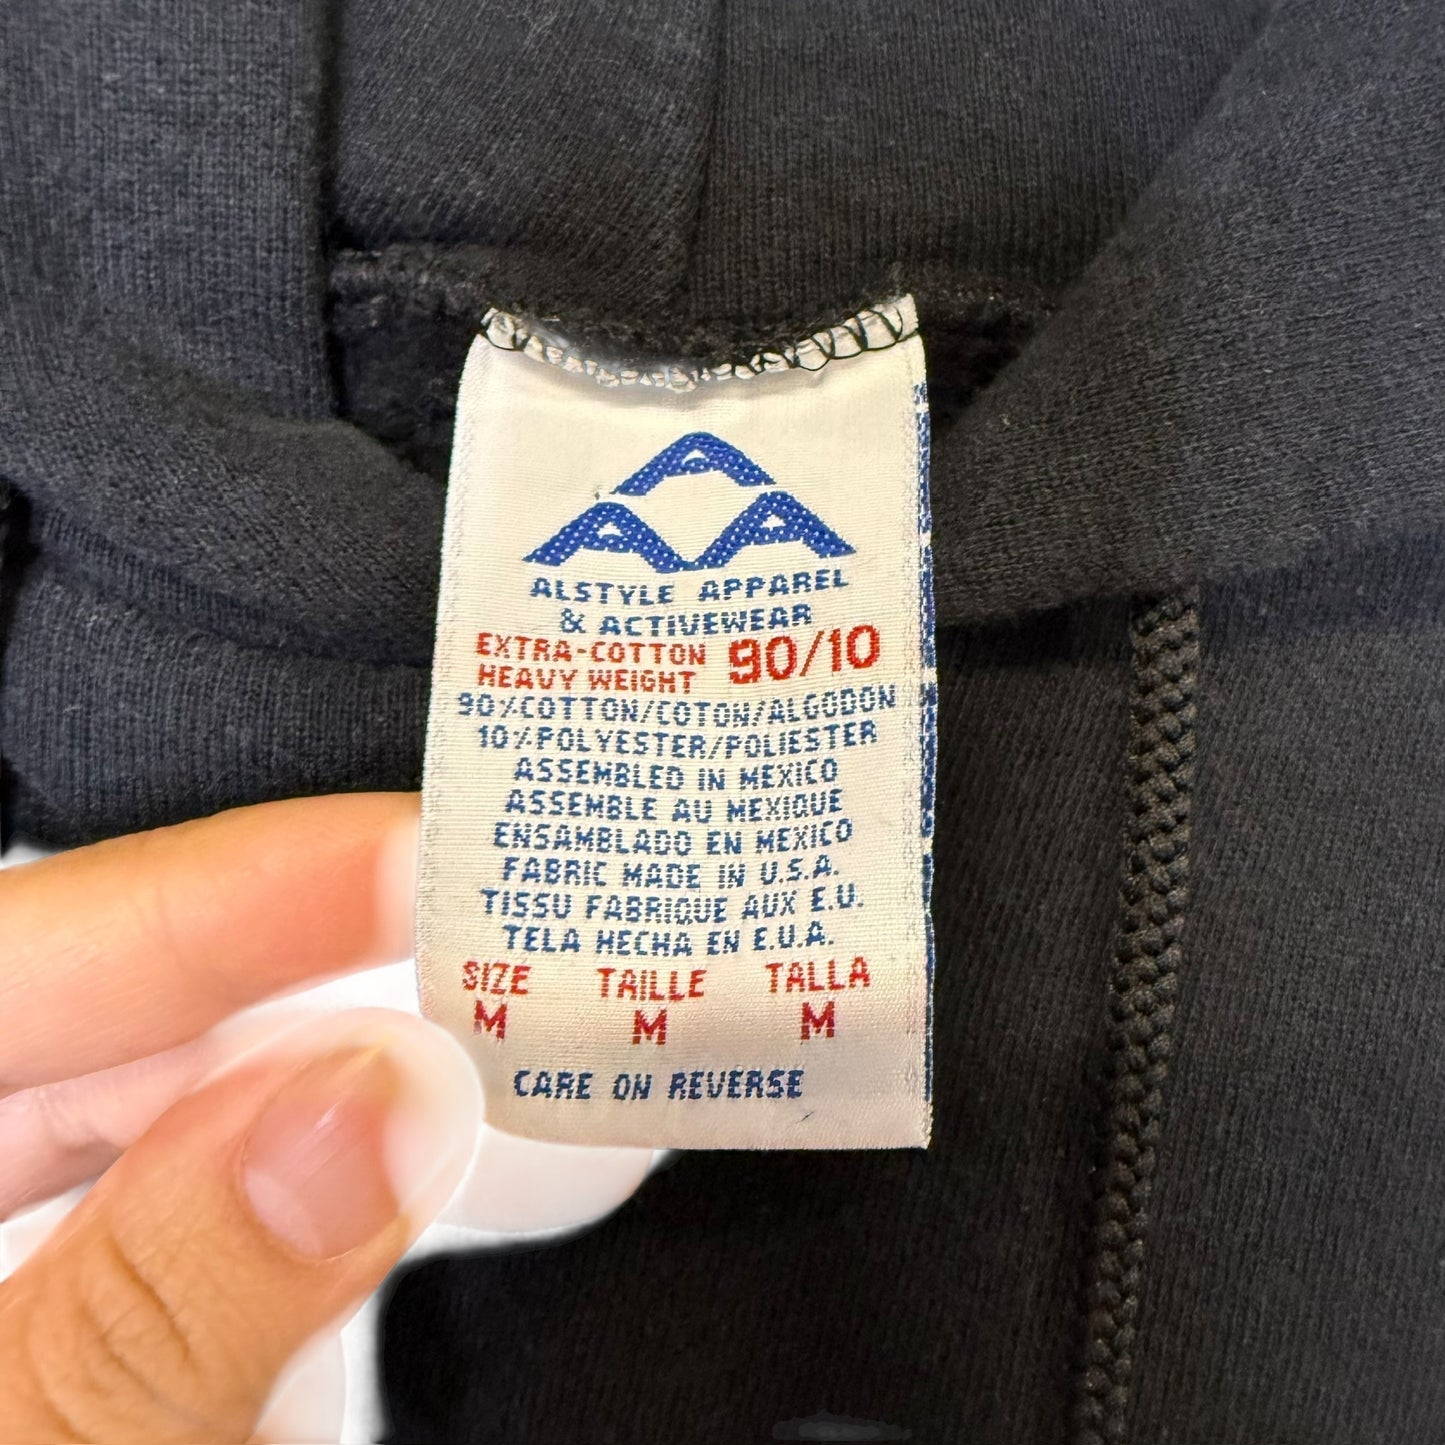 AAA
ALSTYLE APPAREL
& ACTIVEWEAR
EXTRA-COTTON 90/10
HEAVY WEIGHT
90%COTTON/COTON/ALGODON
10%POLYESTER/POLIESTER
ASSEMBLED IN MEXICO
ASSEMBLE AU MEXIQUE
ENSAMBLADO EN MEXICO
FABRIC MADE IN U.S.A.
TISSU FABRIQUE AUX E.U.
TELA HECHA EN E.U.A.
SIZE TAILLE TALLA
M M M
CARE ON REVERSE